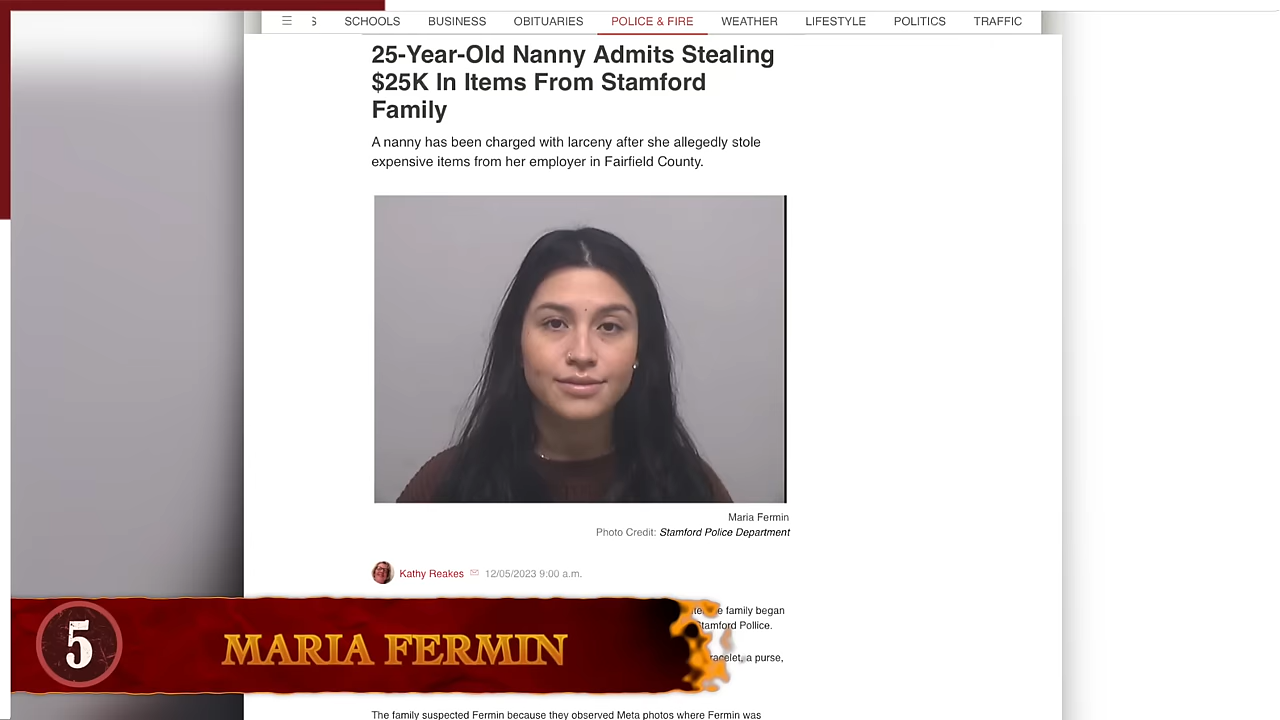 S SCHOOLS BUSINESS OBITUARIES POLICE & FIRE WEATHER LIFESTYLE POLITICS TRAFFIC
25-Year-Old Nanny Admits Stealing
$25K In Items From Stamford
Family
A nanny has been charged with larceny after she allegedly stole
expensive items from her employer in Fairfield County.
Maria Fermin
Photo Credit: Stamford Police Department
Kathy Reakes 12/05/2023 9:00 a.m.
family began
Stamford Pollice.
5
MARIA FERMIN
a purse,
The family suspected Fermin because they observed Meta photos where Fermin was